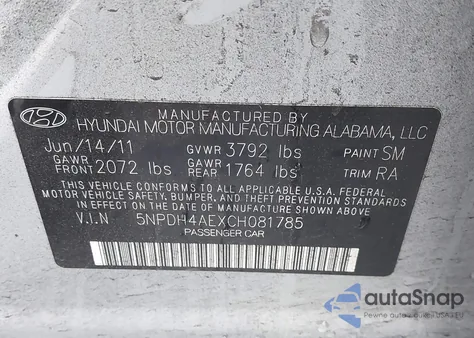 MANUFACTURED BY
HYUNDAI MOTOR MANUFACTURING ALABAMA, LLC
Jun/14/11 GVWR 3792 lbs PAINT SM
GAWR FRONT 2072 lbs GAWR REAR 1764 lbs TRIM RA
THIS VEHICLE CONFORMS TO ALL APPLICABLE U.S.A. FEDERAL
MOTOR VEHICLE SAFETY, BUMPER, AND THEFT PREVENTION STANDARDS
IN EFFECT ON THE DATE OF MANUFACTURE SHOWN ABOVE.
V.I.N 5NPDH4AEXCH081785
PASSENGER CAR
autoSnap
Pewne auto